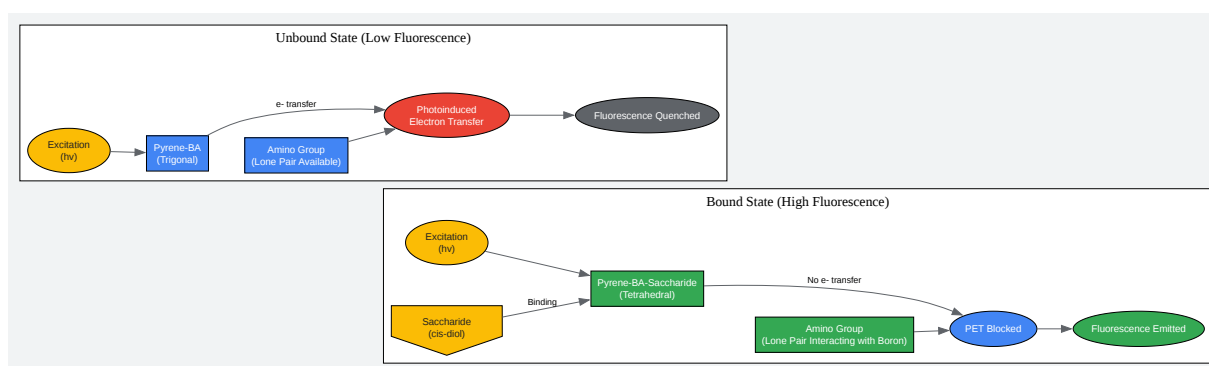 Unbound State (Low Fluorescence)
Excitation
(hv)
Pyrene-BA
(Trigonal)
e- transfer
Amino Group
(Lone Pair Available)
Photoinduced
Electron Transfer
Fluorescence Quenched
Bound State (High Fluorescence)
Excitation
(hv)
Saccharide
(cis-diol)
Binding
Pyrene-BA-Saccharide
(Tetrahedral)
No e- transfer
Amino Group
(Lone Pair Interacting with Boron)
PET Blocked
Fluorescence Emitted